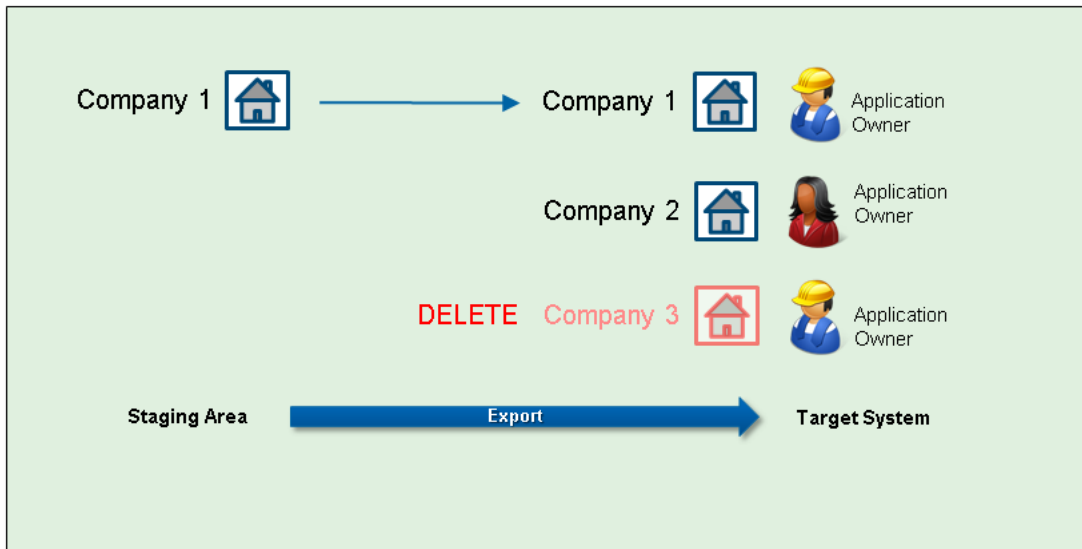 Company 1
Company 1
Application
Owner
Company 2
Application
Owner
DELETE Company 3
Application
Owner
Staging Area
Export
Target System